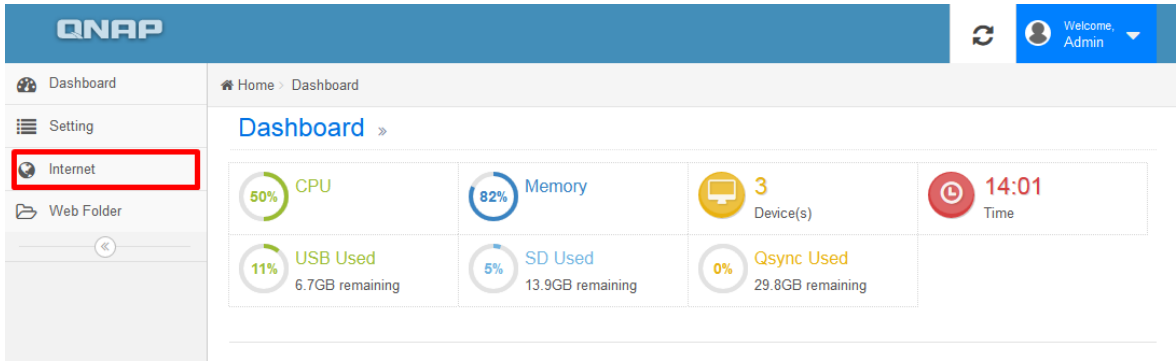 QNAP
Welcome,
Admin
Dashboard
Setting
Internet
Web Folder
Home > Dashboard
Dashboard »
50% CPU
82% Memory
3
Device(s)
14:01
Time
11% USB Used
6.7GB remaining
5% SD Used
13.9GB remaining
0% Qsync Used
29.8GB remaining